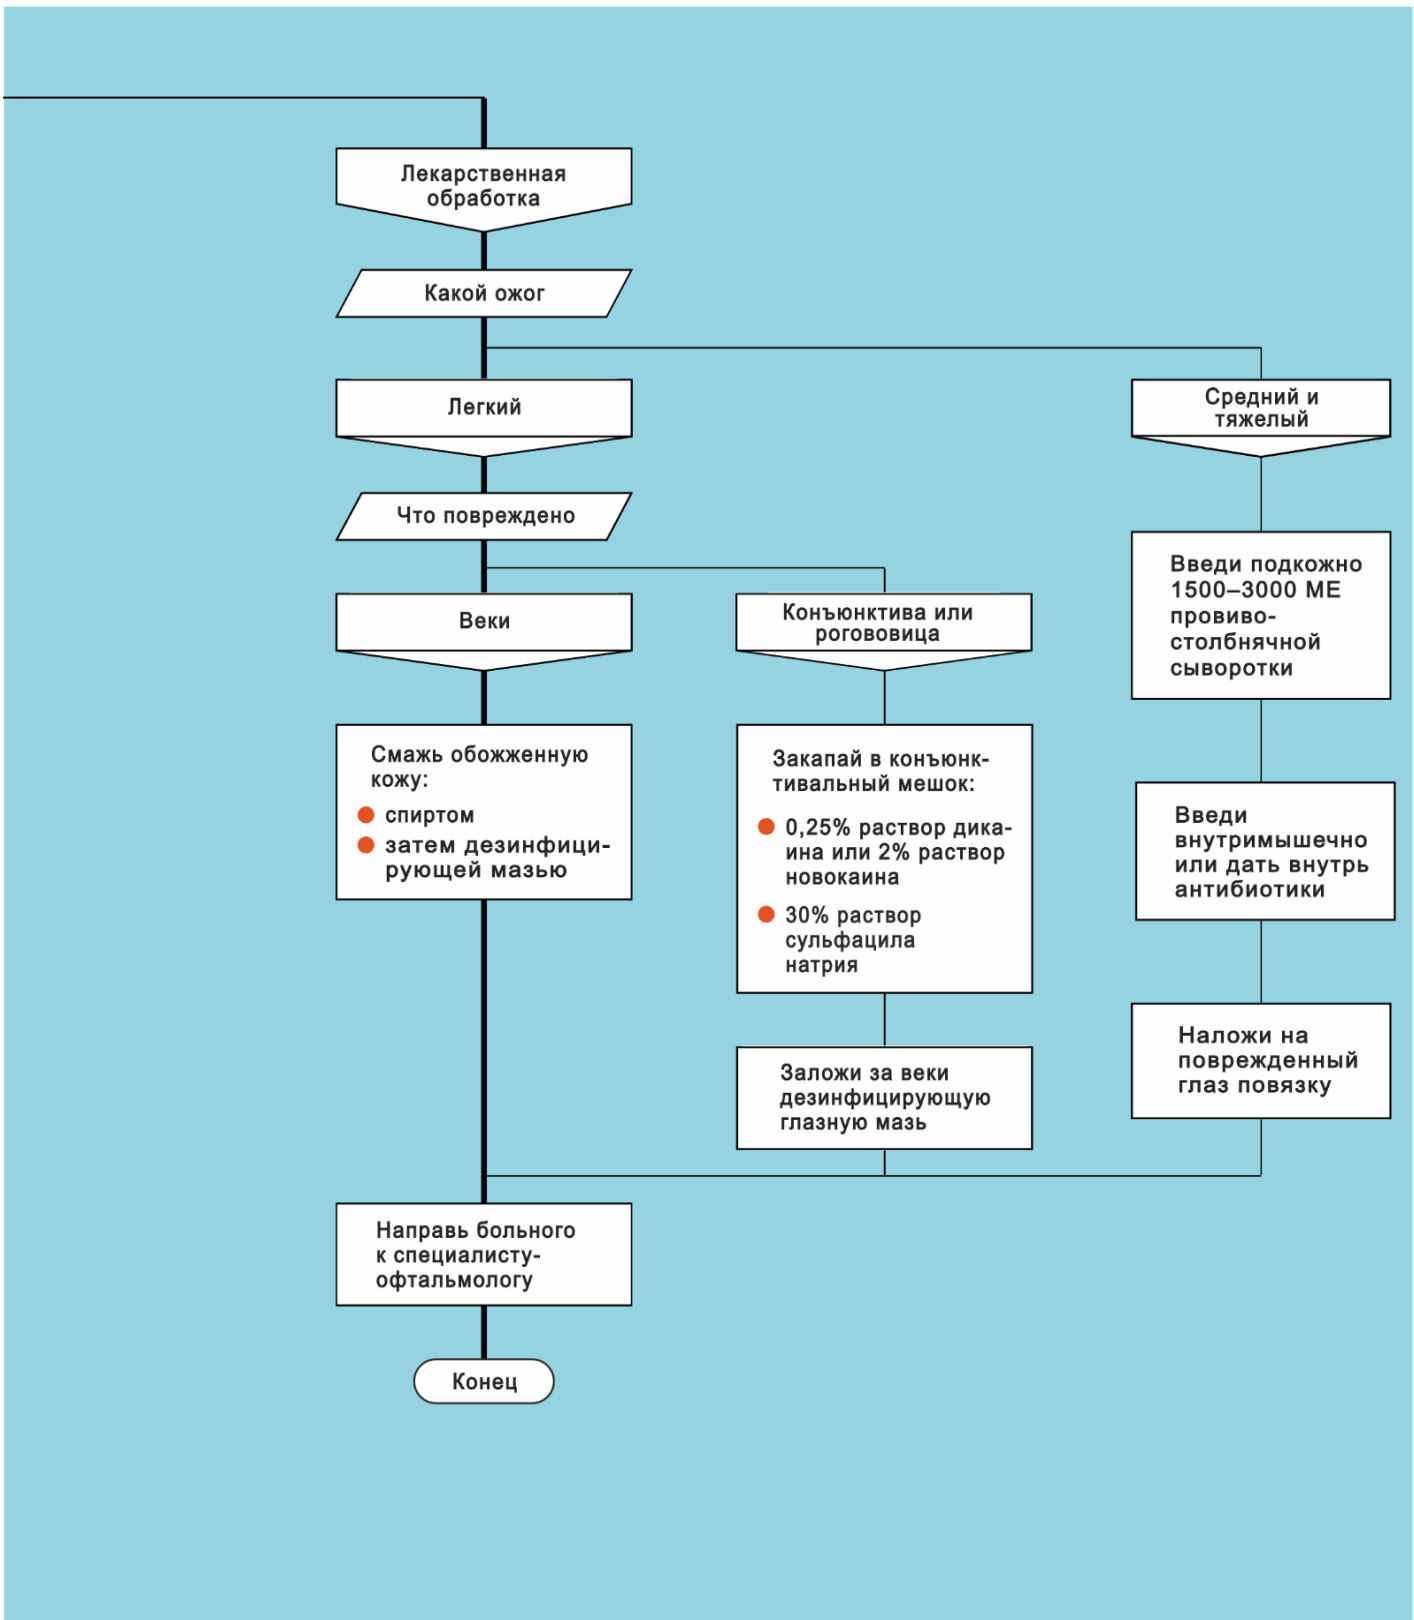 Лекарственная
обработка
Какой ожог
Легкий
Средний и
тяжелый
Что повреждено
Веки
Конъюнктива или
рогововица
Введи подкожно
1500–3000 МЕ
провиво-
столбнячной
сыворотки
Смажь обожженную
кожу:
спиртом
затем дезинфици-
рующей мазью
Закапай в конъюнк-
тивальный мешок:
0,25% раствор дика-
ина или 2% раствор
новокаина
30% раствор
сульфацила
натрия
Введи
внутримышечно
или дать внутрь
антибиотики
Заложи за веки
дезинфицирующую
глазную мазь
Наложи на
поврежденный
глаз повязку
Направь больного
к специалисту-
офтальмологу
Конец